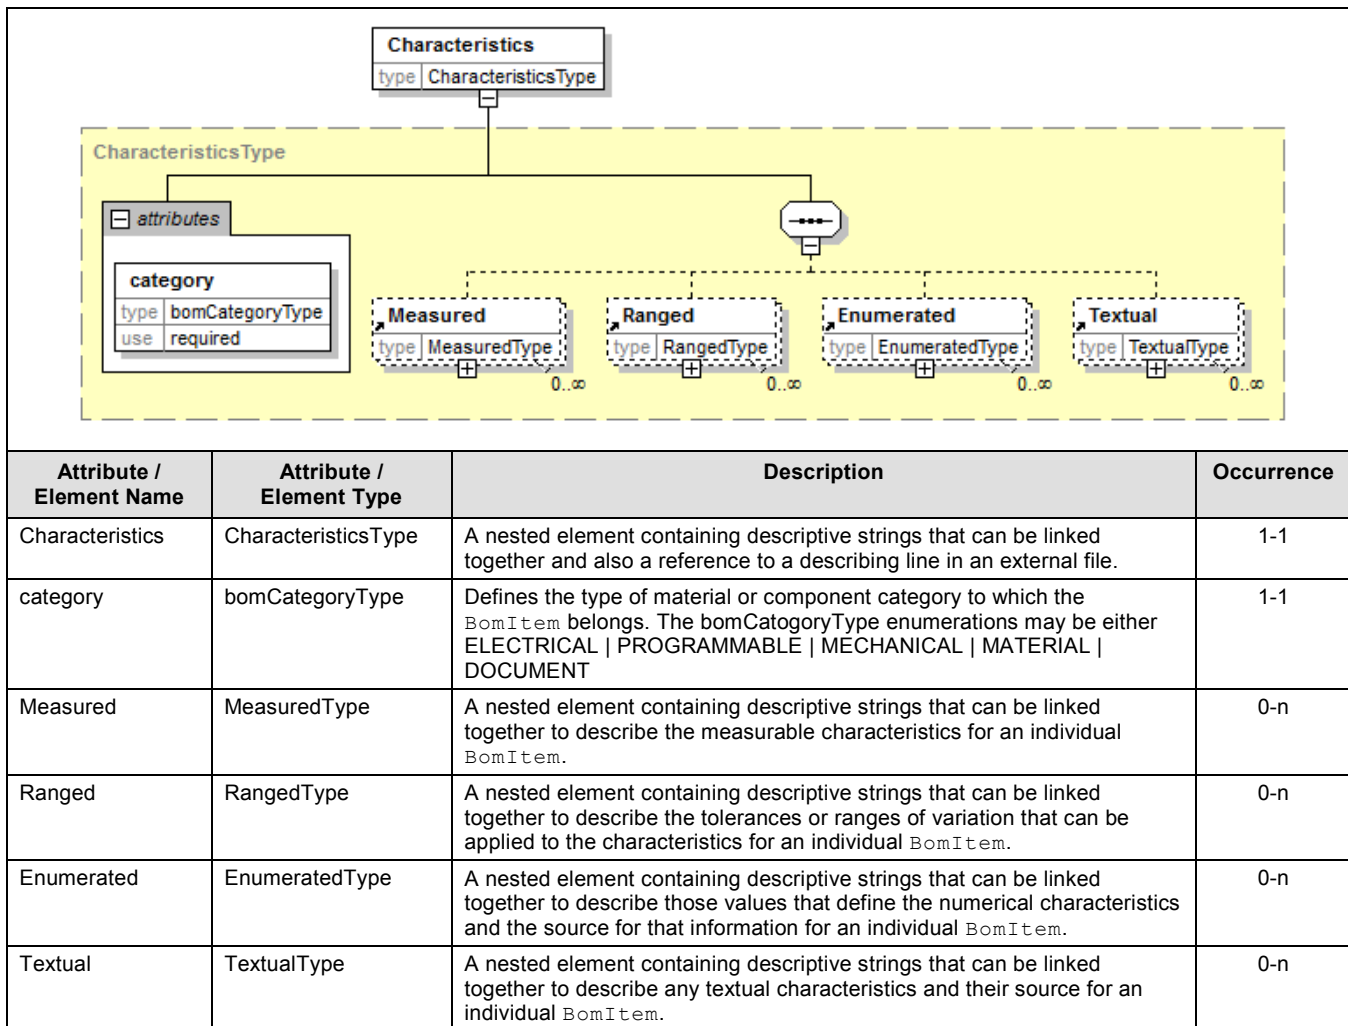 Characteristics
type CharacteristicsType
CharacteristicsType
attributes
category
type bomCategoryType
use required
Measured
type MeasuredType
0..∞
Ranged
type RangedType
0..∞
Enumerated
type EnumeratedType
0..∞
Textual
type TextualType
0..∞
Attribute /
Element Name
Attribute /
Element Type
Description
Occurrence
Characteristics
CharacteristicsType
A nested element containing descriptive strings that can be linked
together and also a reference to a describing line in an external file.
1-1
category
bomCategoryType
Defines the type of material or component category to which the
BomItem belongs. The bomCatogoryType enumerations may be either
ELECTRICAL | PROGRAMMABLE | MECHANICAL | MATERIAL |
DOCUMENT
1-1
Measured
MeasuredType
A nested element containing descriptive strings that can be linked
together to describe the measurable characteristics for an individual
BomItem.
0-n
Ranged
RangedType
A nested element containing descriptive strings that can be linked
together to describe the tolerances or ranges of variation that can be
applied to the characteristics for an individual BomItem.
0-n
Enumerated
EnumeratedType
A nested element containing descriptive strings that can be linked
together to describe those values that define the numerical characteristics
and the source for that information for an individual BomItem.
0-n
Textual
TextualType
A nested element containing descriptive strings that can be linked
together to describe any textual characteristics and their source for an
individual BomItem.
0-n